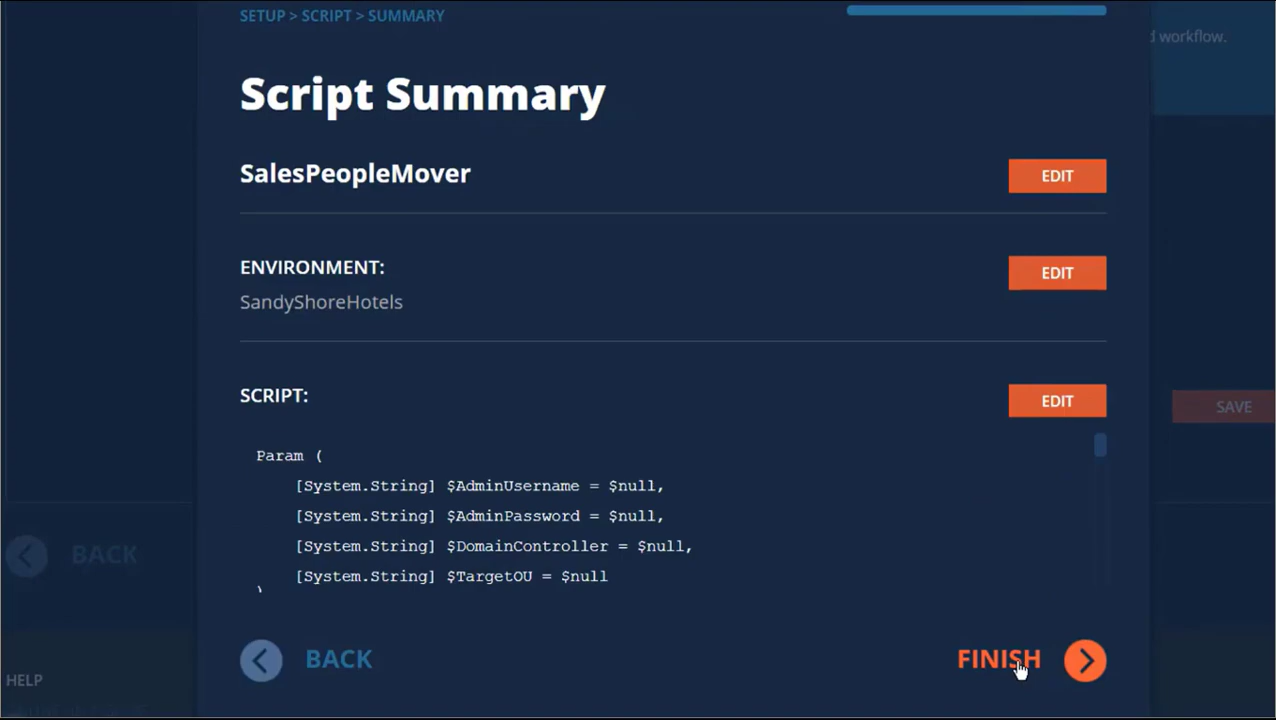 SETUP > SCRIPT > SUMMARY
d workflow.
Script Summary
SalesPeopleMover
EDIT
ENVIRONMENT:
EDIT
SandyShoreHotels
SCRIPT:
EDIT
SAVE
Param (
[System.String] $AdminUsername = $null,
[System.String] $AdminPassword = $null,
[System.String] $DomainController = $null,
[System.String] $TargetOU = $null
)
BACK
BACK
FINISH
HELP